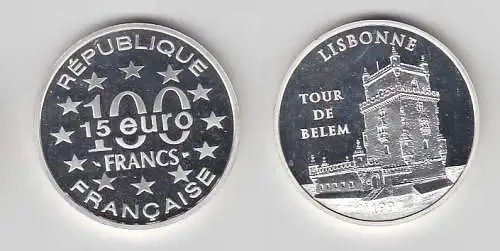 RÉPUBLIQUE
100
15 euro
FRANCS
FRANÇAISE
LISBONNE
TOUR
DE
BELEM